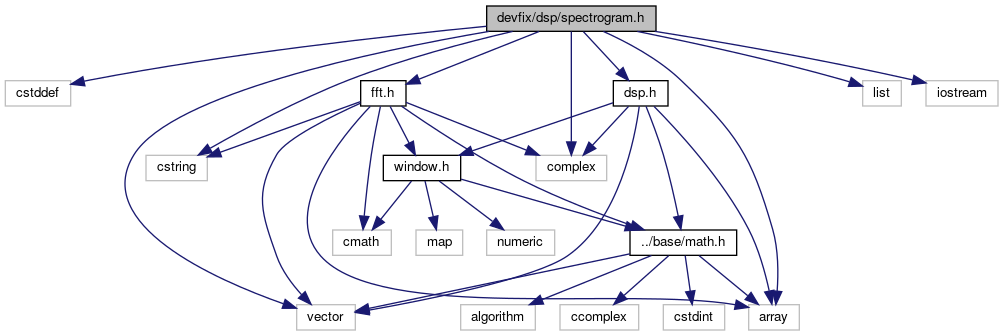 devfix/dsp/spectrogram.h
cstddef
fft.h
dsp.h
list
iostream
cstring
window.h
complex
cmath
map
numeric
../base/math.h
vector
algorithm
ccomplex
cstdint
array